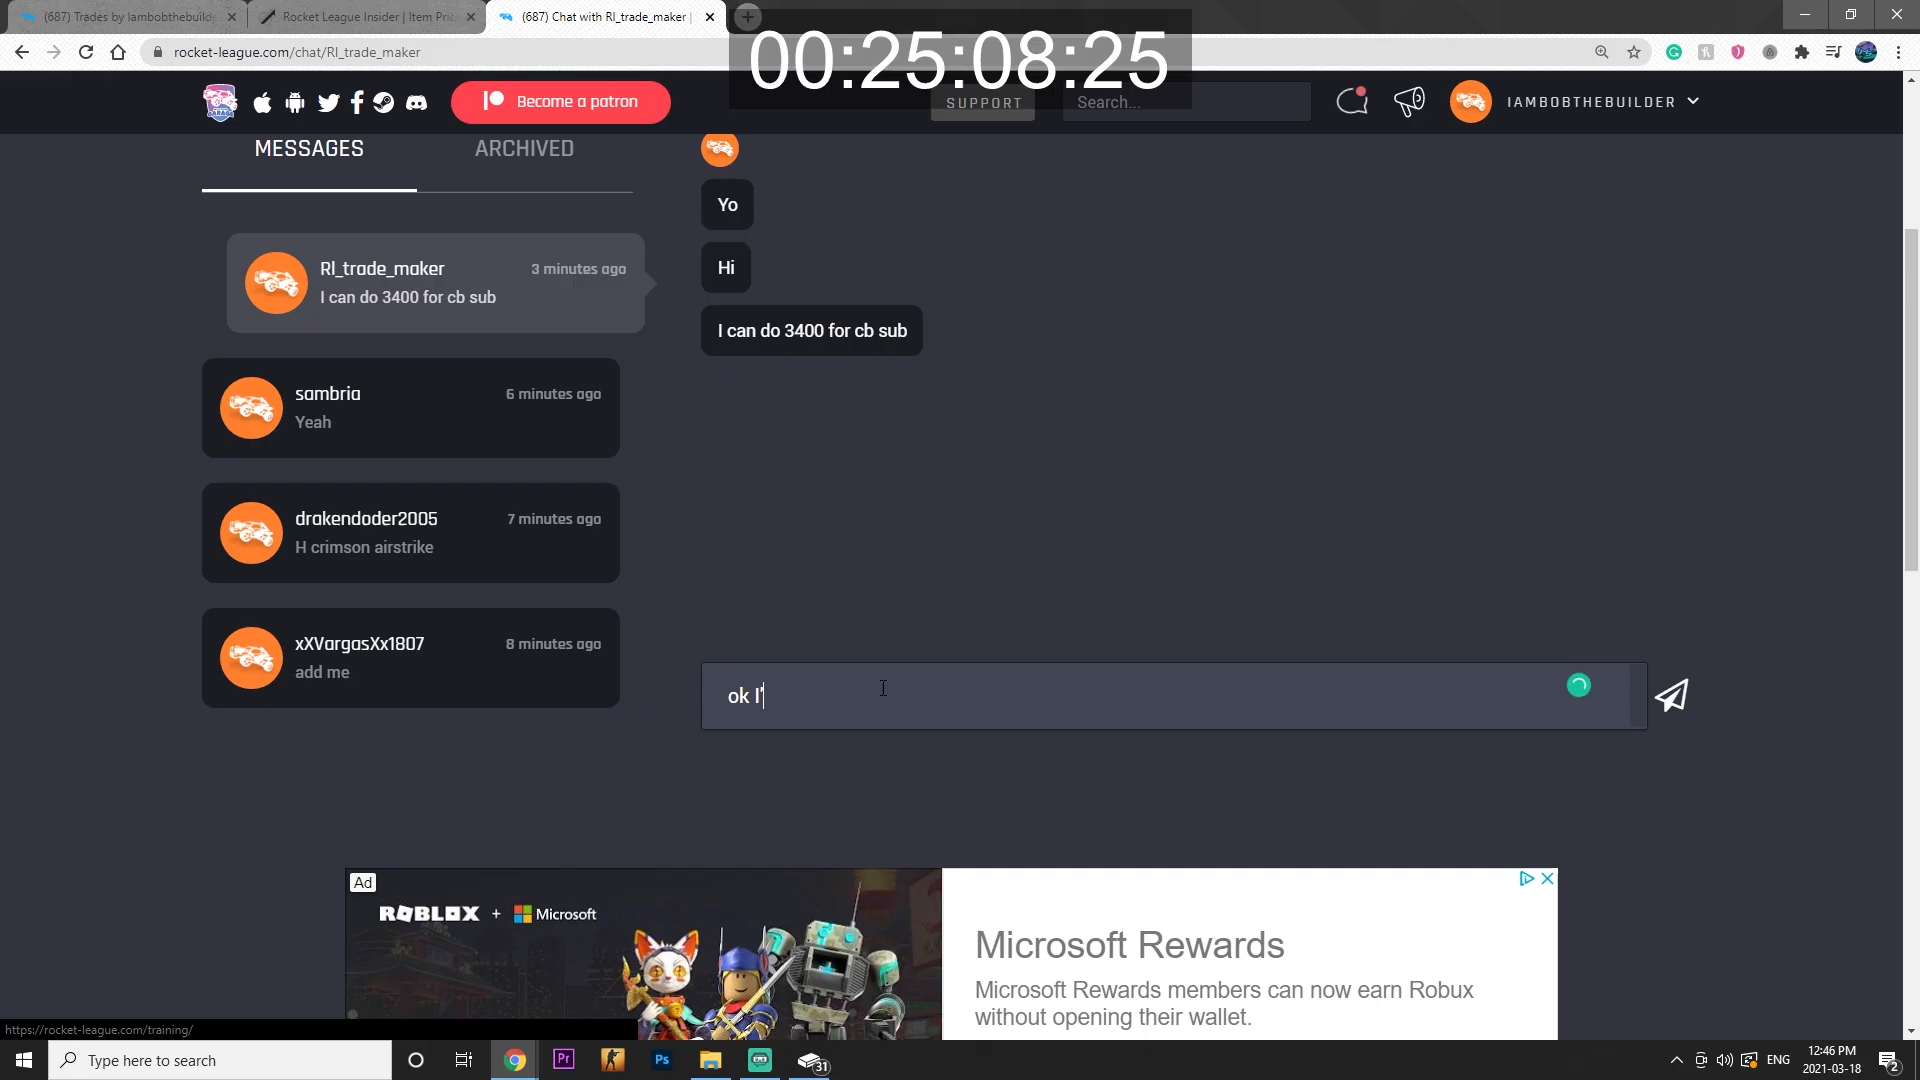 (687) Trades by Iambobthebuilde
Rocket League Insider | Item Pric
(687) Chat with Rl_trade_maker |
00:25:08:25
rocket-league.com/chat/Rl_trade_maker
Become a patron
SUPPORT
Search...
IAMBOBTHEBUILDER
MESSAGES
ARCHIVED
Yo
Hi
I can do 3400 for cb sub
Rl_trade_maker
3 minutes ago
I can do 3400 for cb sub
sambria
6 minutes ago
Yeah
drakendoder2005
7 minutes ago
H crimson airstrike
xXVargasXx1807
8 minutes ago
add me
ok I'
Ad
ROBLOX + Microsoft
Microsoft Rewards
Microsoft Rewards members can now earn Robux
without opening their wallet.
https://rocket-league.com/training/
Type here to search
Pr
Ps
31
ENG
12:46 PM
2021-03-18
2